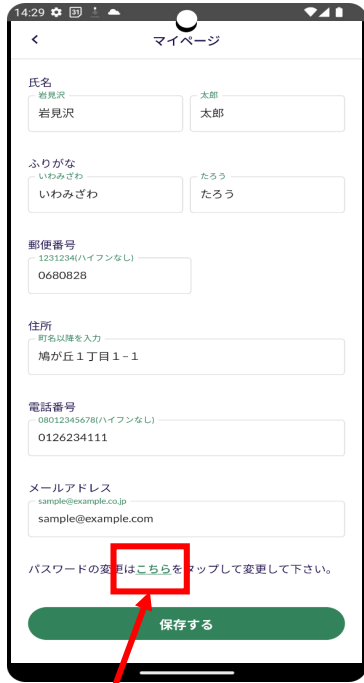 14:29
31
マイページ
氏名
岩見沢
太郎
岩見沢
太郎
ふりがな
いわみざわ
たろう
いわみざわ
たろう
郵便番号
1231234(ハイフンなし)
0680828
住所
町名以降を入力
鳩が丘1丁目1−1
電話番号
08012345678(ハイフンなし)
0126234111
メールアドレス
sample@example.co.jp
sample@example.com
パスワードの変更はこちらをタップして変更して下さい。
保存する